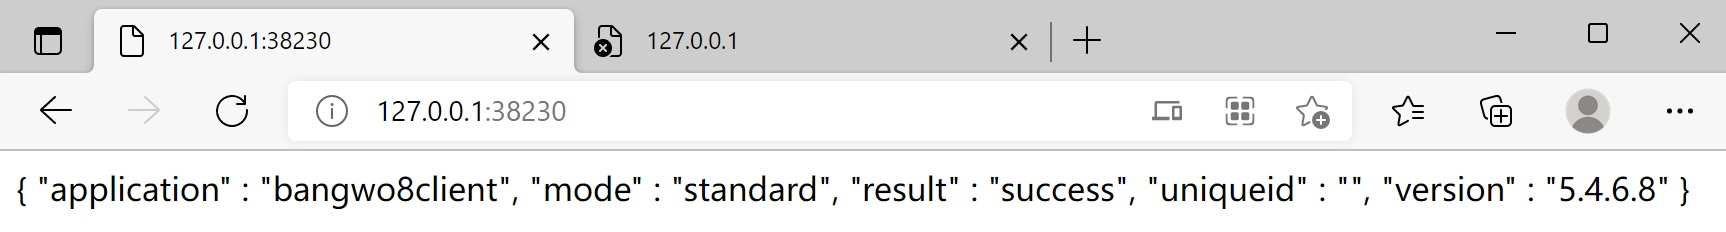 127.0.0.1:38230
127.0.0.1
127.0.0.1:38230
{ "application" : "bangwo8client", "mode" : "standard", "result" : "success", "uniqueid" : "", "version" : "5.4.6.8" }